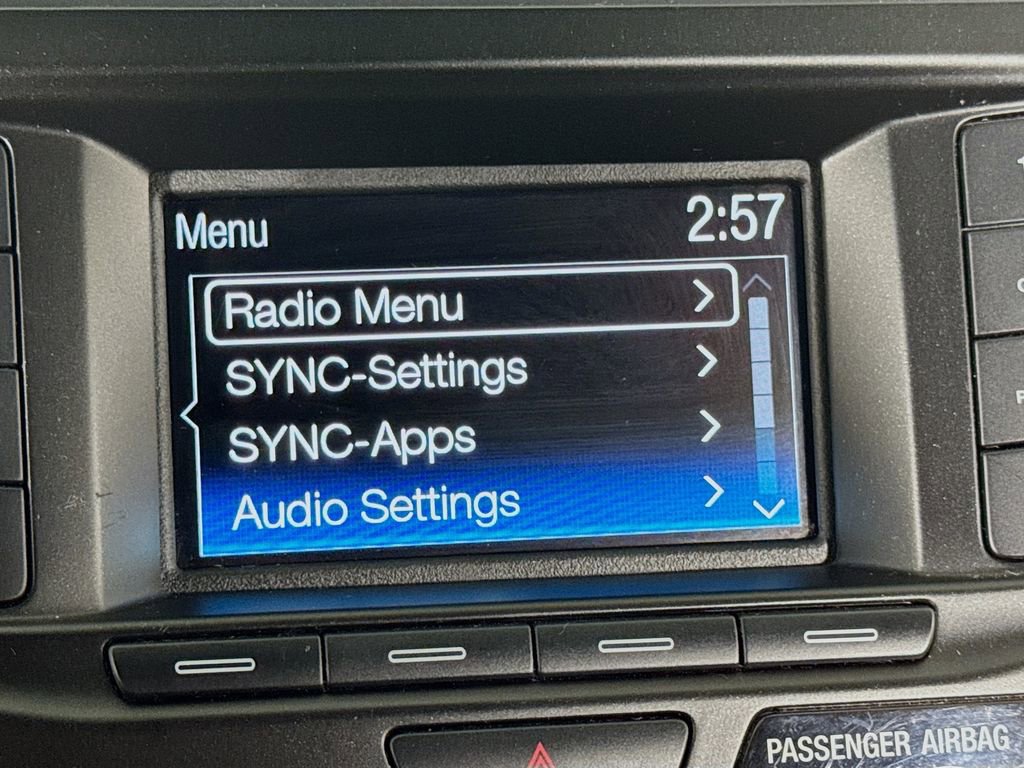 Menu
2:57
Radio Menu
SYNC-Settings
SYNC-Apps
Audio Settings
PASSENGER AIRBAG